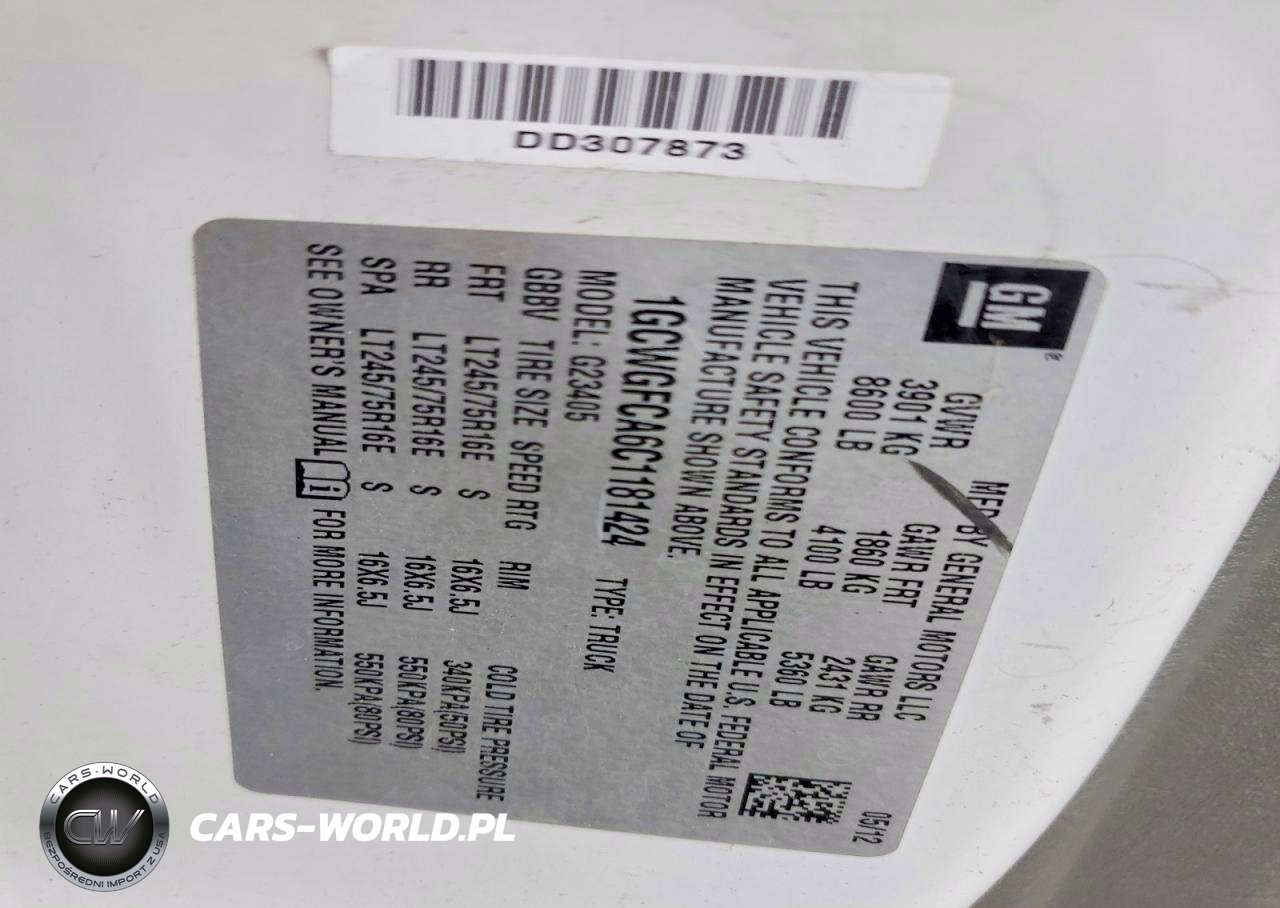 DD307873
GM
MFD BY GENERAL MOTORS LLC 05/12
GVWR GAWR FRT GAWR RR
3901 KG 1860 KG 2431 KG
8600 LB 4100 LB 5360 LB
THIS VEHICLE CONFORMS TO ALL APPLICABLE U.S. FEDERAL MOTOR
VEHICLE SAFETY STANDARDS IN EFFECT ON THE DATE OF
MANUFACTURE SHOWN ABOVE.
1GCWGFCA6C1181424 TYPE: TRUCK
MODEL: G23405
GBBV TIRE SIZE SPEED RTG RIM COLD TIRE PRESSURE
FRT LT245/75R16E S 16X6.5J 340KPA(50PSI)
RR LT245/75R16E S 16X6.5J 550KPA(80PSI)
SPA LT245/75R16E S 16X6.5J 550KPA(80PSI)
SEE OWNER'S MANUAL FOR MORE INFORMATION.
CARS-WORLD
CW
BEZPOŚREDNI IMPORT Z USA
CARS-WORLD.PL